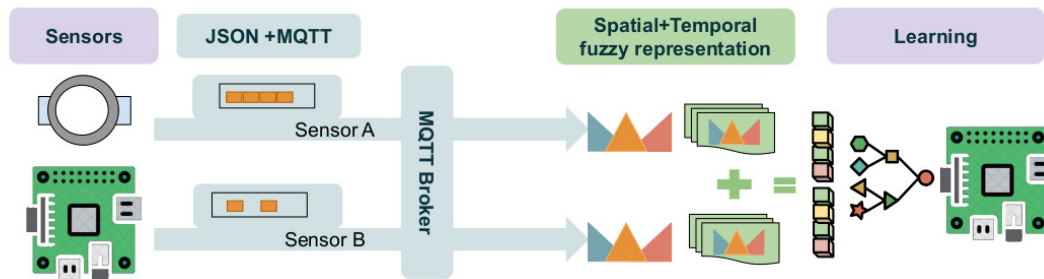 Sensors
JSON +MQTT
Spatial+Temporal
fuzzy representation
Learning
Sensor A
MQTT Broker
Sensor B